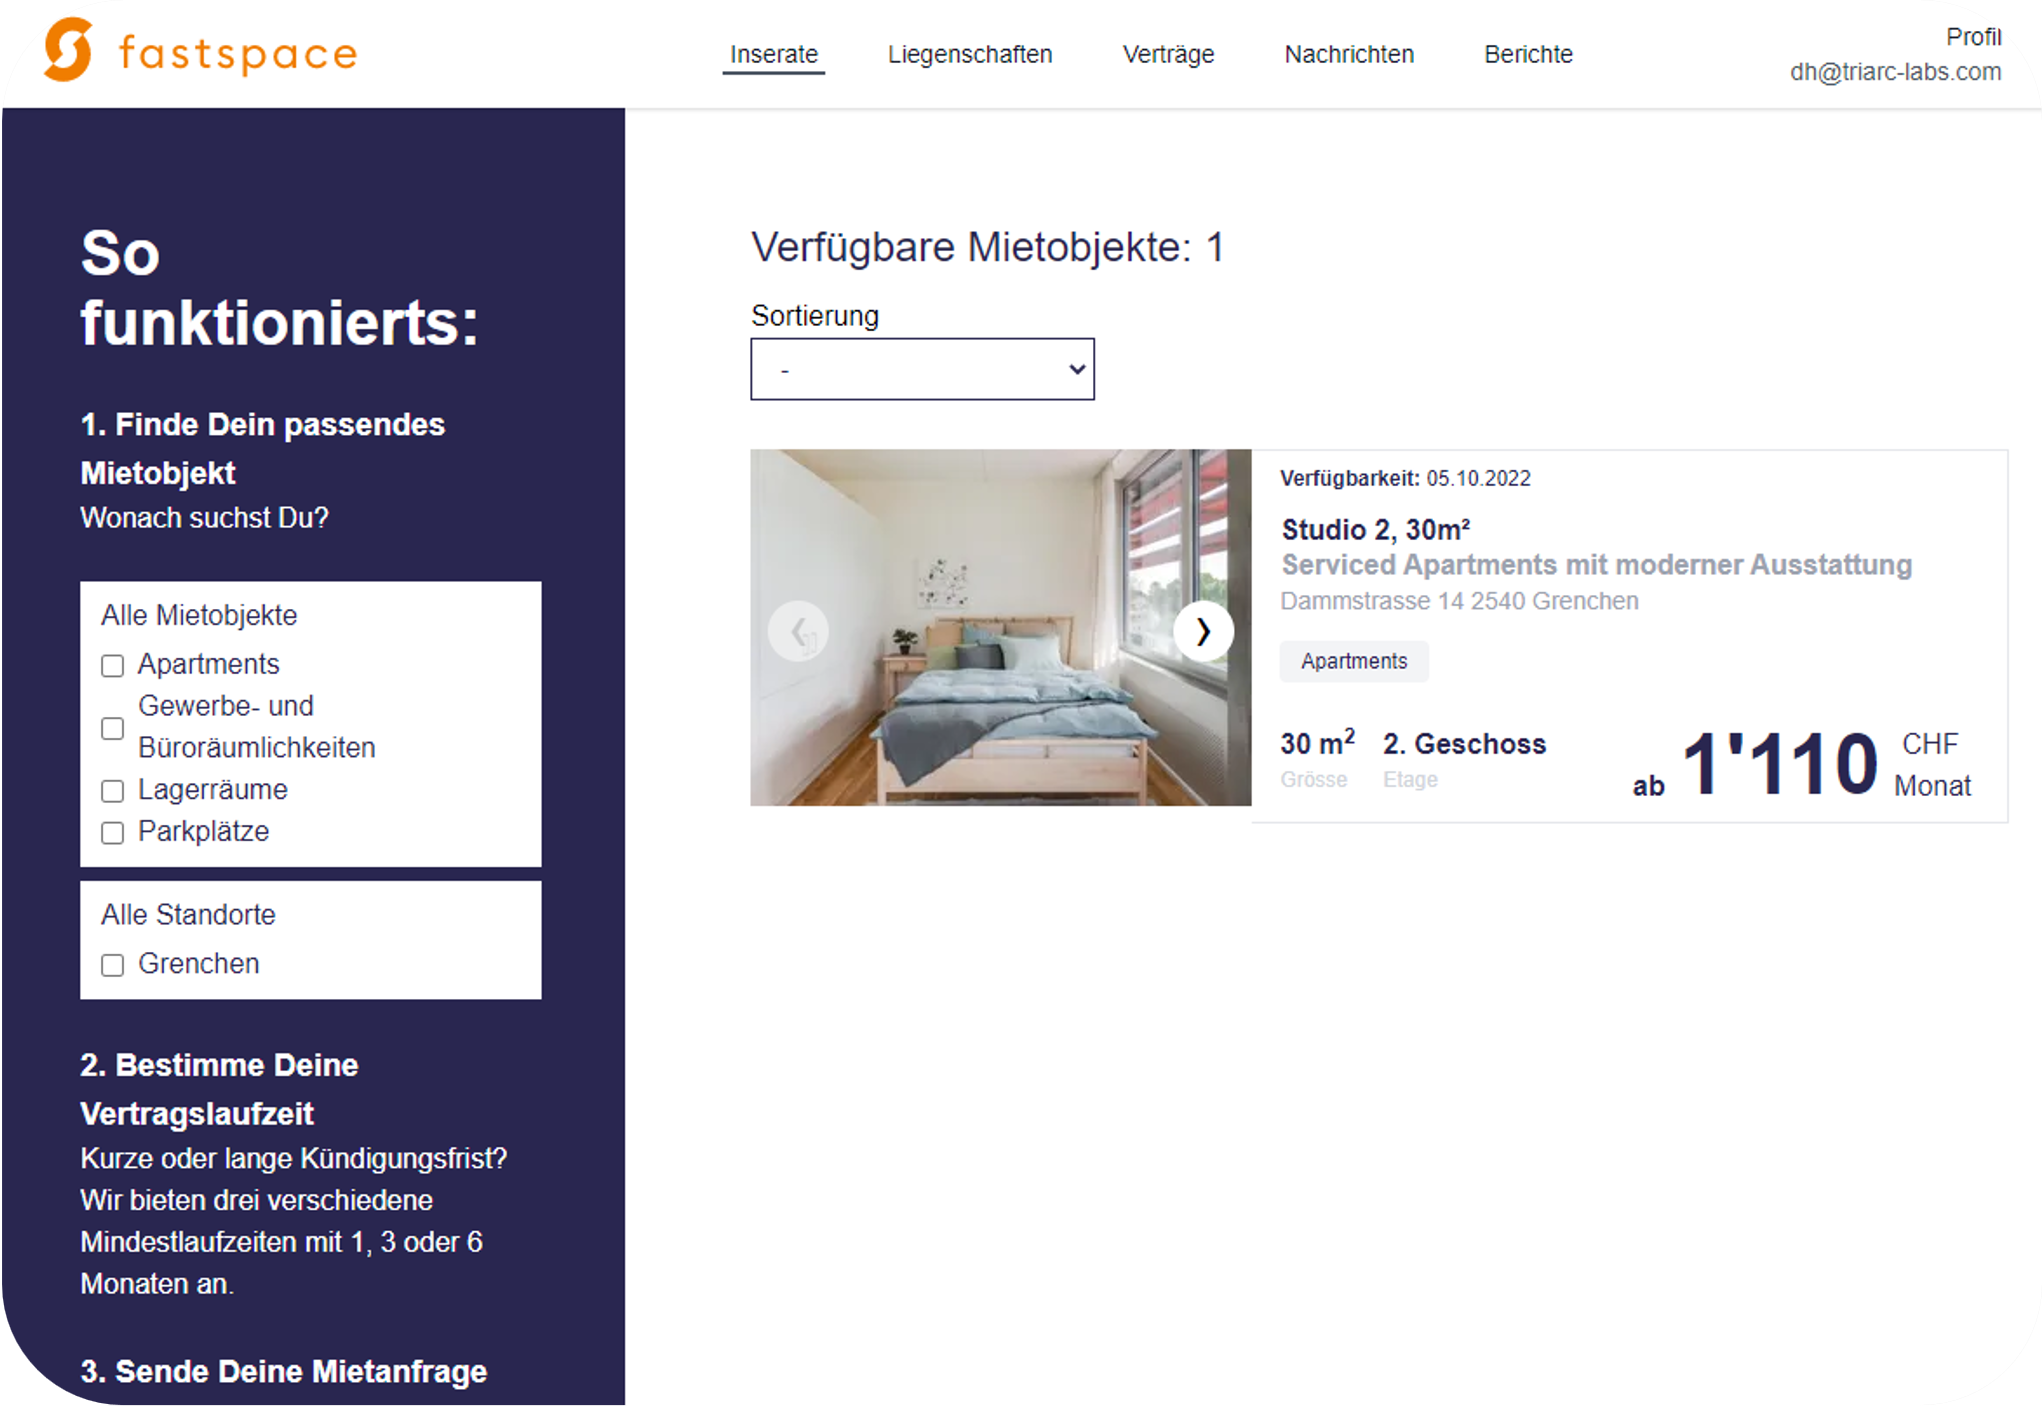 fastspace
Inserate
Liegenschaften
Verträge
Nachrichten
Berichte
Profil
dh@triarc-labs.com
So
funktionierts:
1. Finde Dein passendes
Mietobjekt
Wonach suchst Du?
Alle Mietobjekte
Apartments
Gewerbe- und
Büroräumlichkeiten
Lagerräume
Parkplätze
Alle Standorte
Grenchen
2. Bestimme Deine
Vertragslaufzeit
Kurze oder lange Kündigungsfrist?
Wir bieten drei verschiedene
Mindestlaufzeiten mit 1, 3 oder 6
Monaten an.
3. Sende Deine Mietanfrage
Verfügbare Mietobjekte: 1
Sortierung
-
Verfügbarkeit: 05.10.2022
Studio 2, 30m²
Serviced Apartments mit moderner Ausstattung
Dammstrasse 14 2540 Grenchen
Apartments
30 m² 2. Geschoss
Grösse Etage
ab 1'110 CHF
Monat